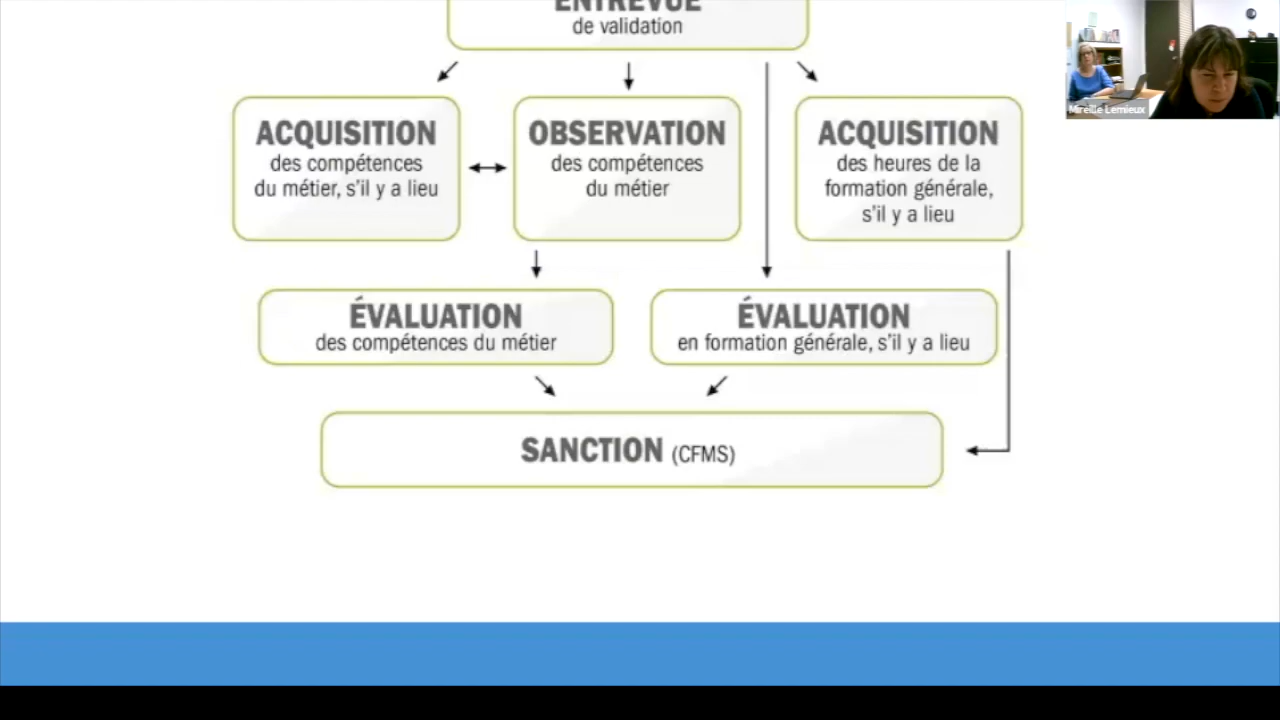 ENTREVUE
de validation
ACQUISITION
des compétences
du métier, s'il y a lieu
OBSERVATION
des compétences
du métier
ACQUISITION
des heures de la
formation générale,
s'il y a lieu
ÉVALUATION
des compétences du métier
ÉVALUATION
en formation générale, s'il y a lieu
SANCTION (CFMS)
Mireille Lemieux